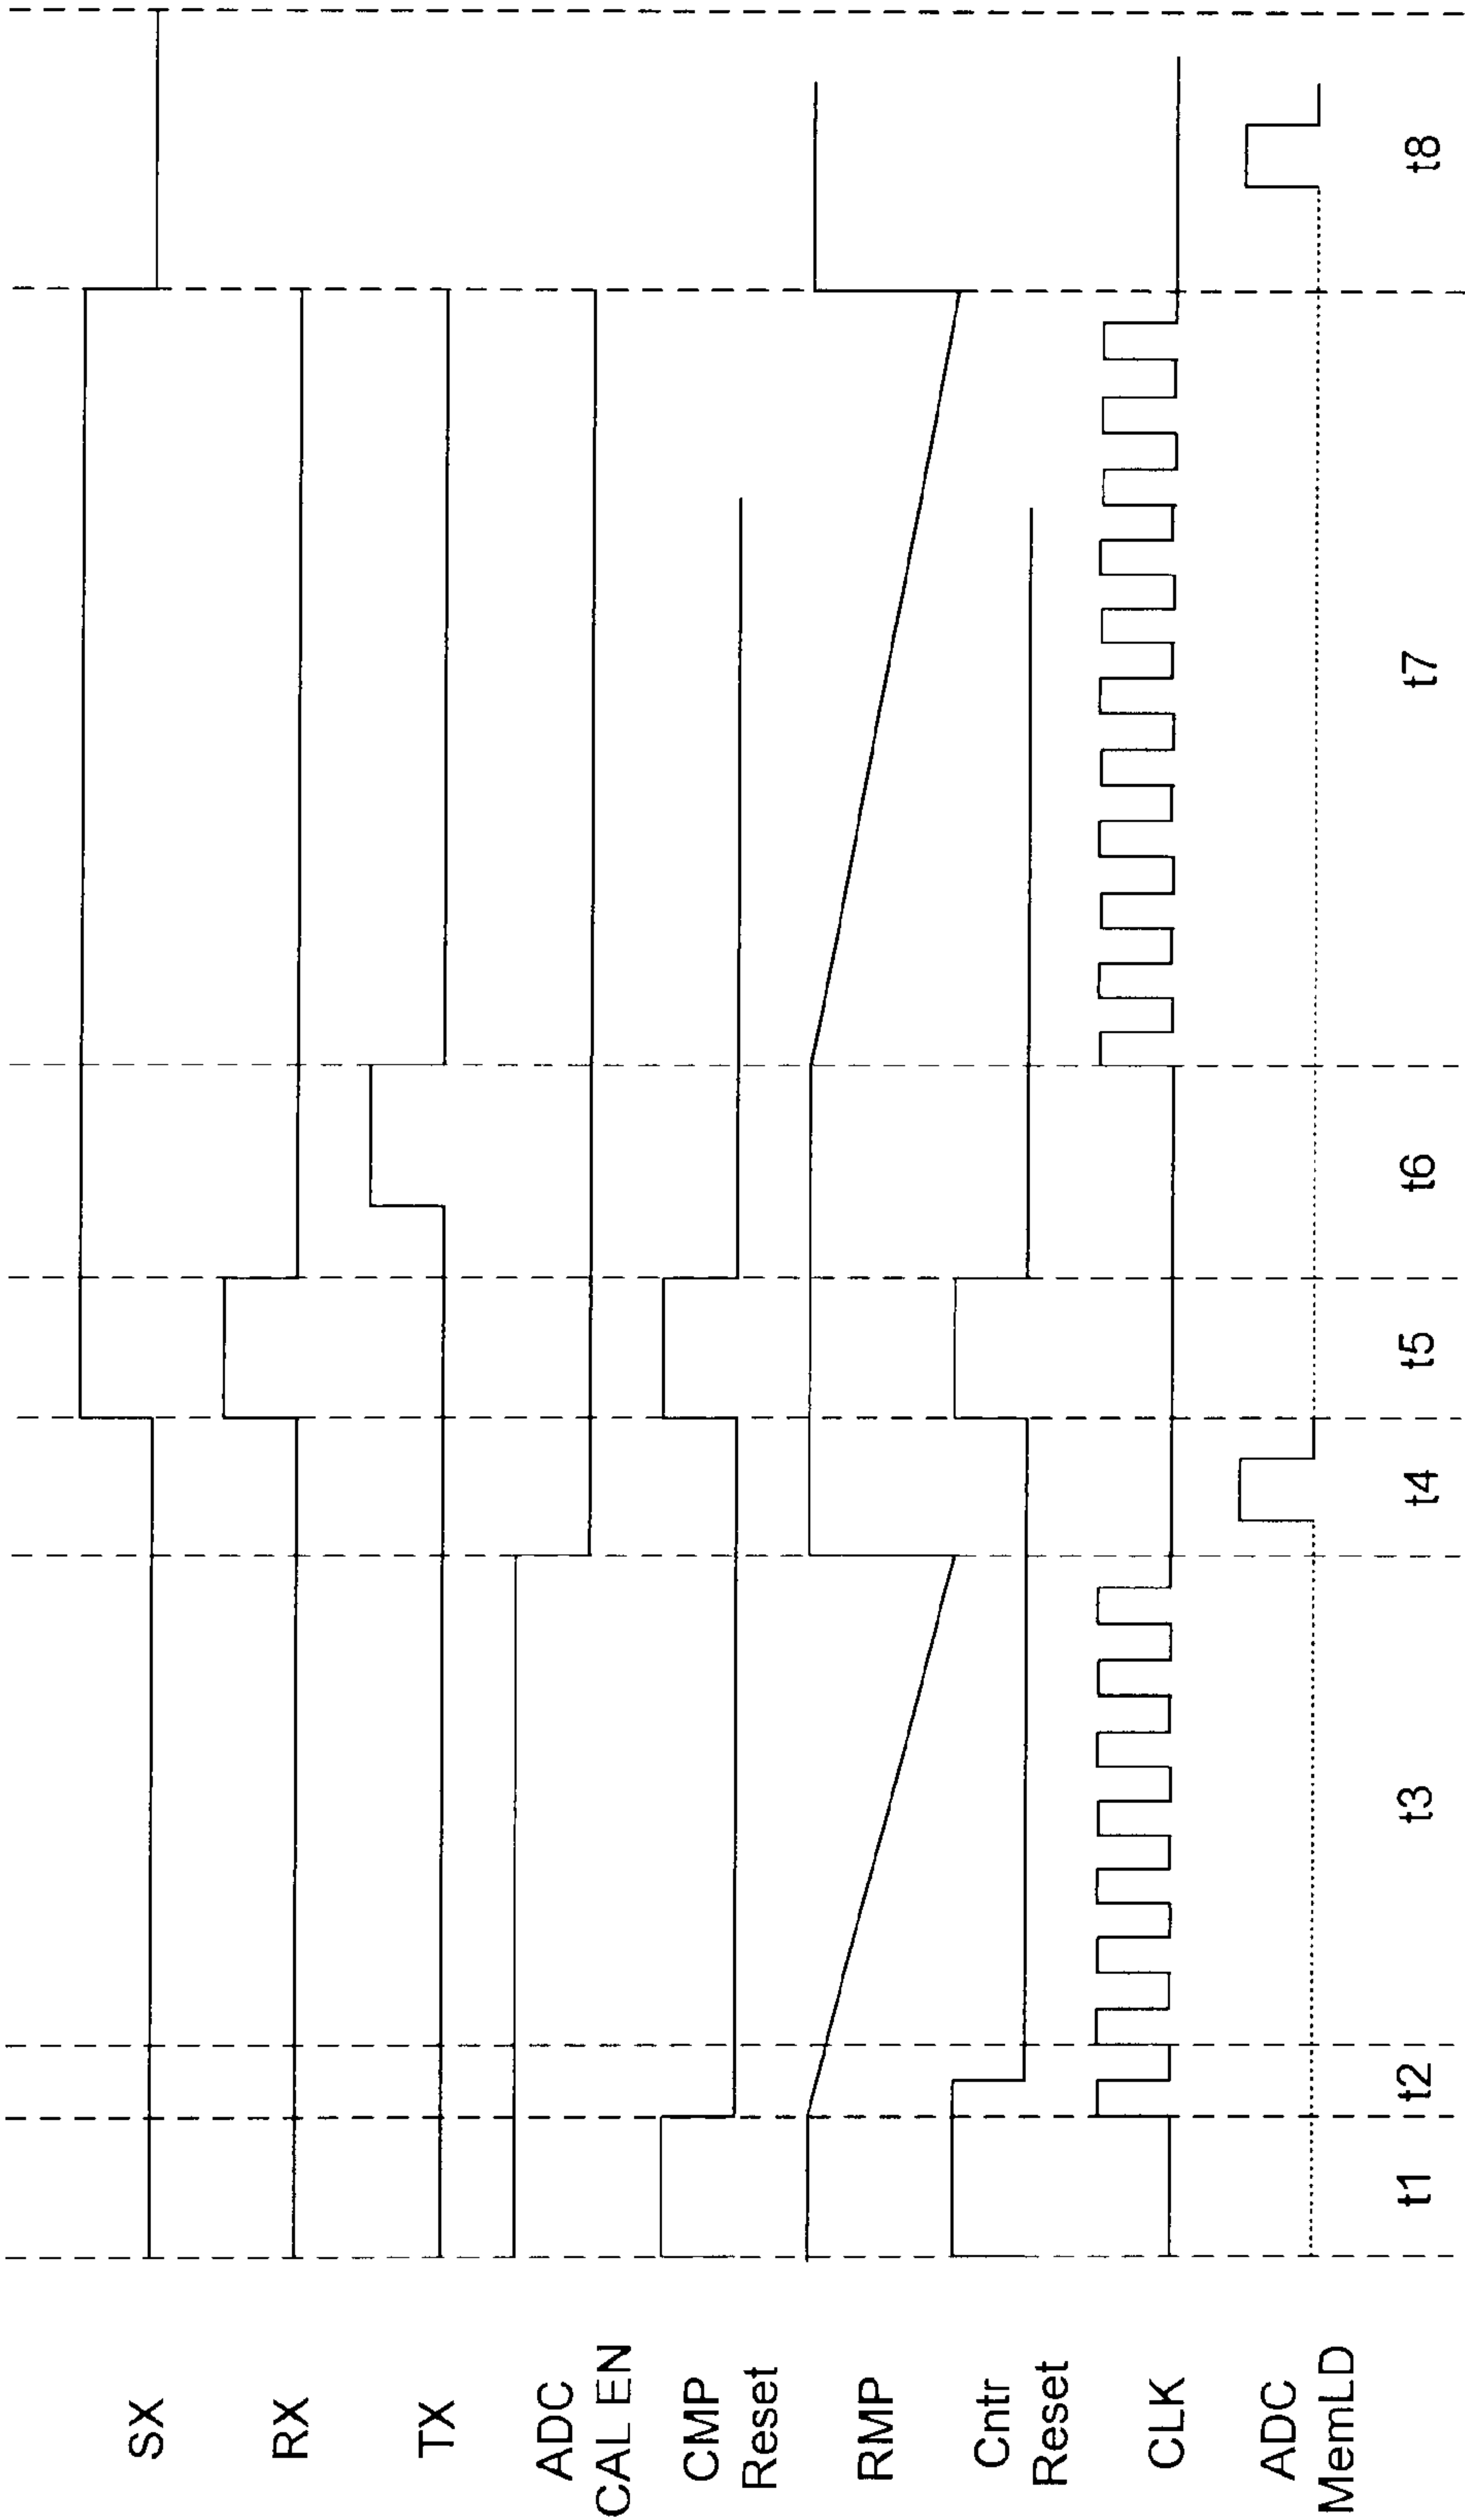 SX
RX
TX
ADC
CAL EN
CMP
Reset
RMP
Cntr
Reset
CLK
ADC
MemLD
t1 t2 t3 t4 t5 t6 t7 t8